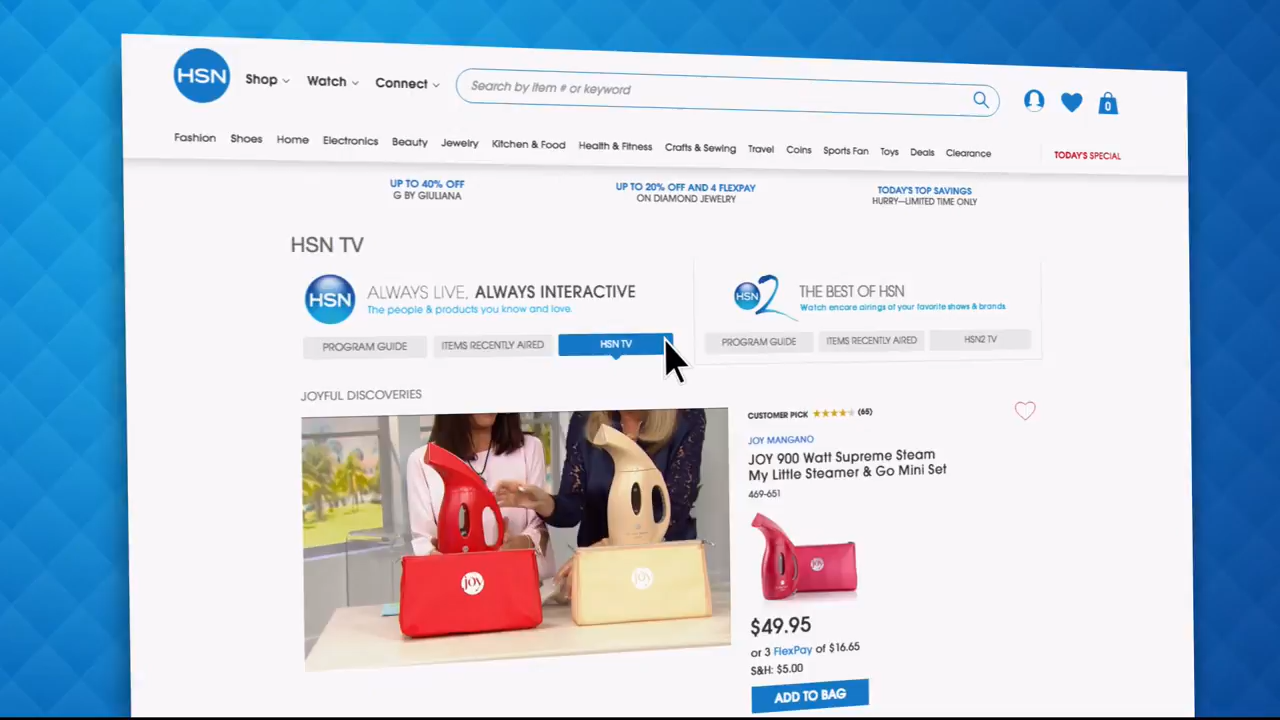 HSN
Shop
Watch
Connect
Search by item # or keyword
0
Fashion
Shoes
Home
Electronics
Beauty
Jewelry
Kitchen & Food
Health & Fitness
Crafts & Sewing
Travel
Coins
Sports Fan
Toys
Deals
Clearance
TODAY'S SPECIAL
UP TO 40% OFF
G BY GIULIANA
UP TO 20% OFF AND 4 FLEXPAY
ON DIAMOND JEWELRY
TODAY'S TOP SAVINGS
HURRY—LIMITED TIME ONLY
HSN TV
HSN
ALWAYS LIVE, ALWAYS INTERACTIVE
The people & products you know and love.
PROGRAM GUIDE
ITEMS RECENTLY AIRED
HSN TV
HSN2
THE BEST OF HSN
Watch encore airings of your favorite shows & brands.
PROGRAM GUIDE
ITEMS RECENTLY AIRED
HSN2 TV
JOYFUL DISCOVERIES
joy
joy
CUSTOMER PICK
(65)
JOY MANGANO
JOY 900 Watt Supreme Steam
My Little Steamer & Go Mini Set
469-651
joy
$49.95
or 3 FlexPay of $16.65
S&H: $5.00
ADD TO BAG